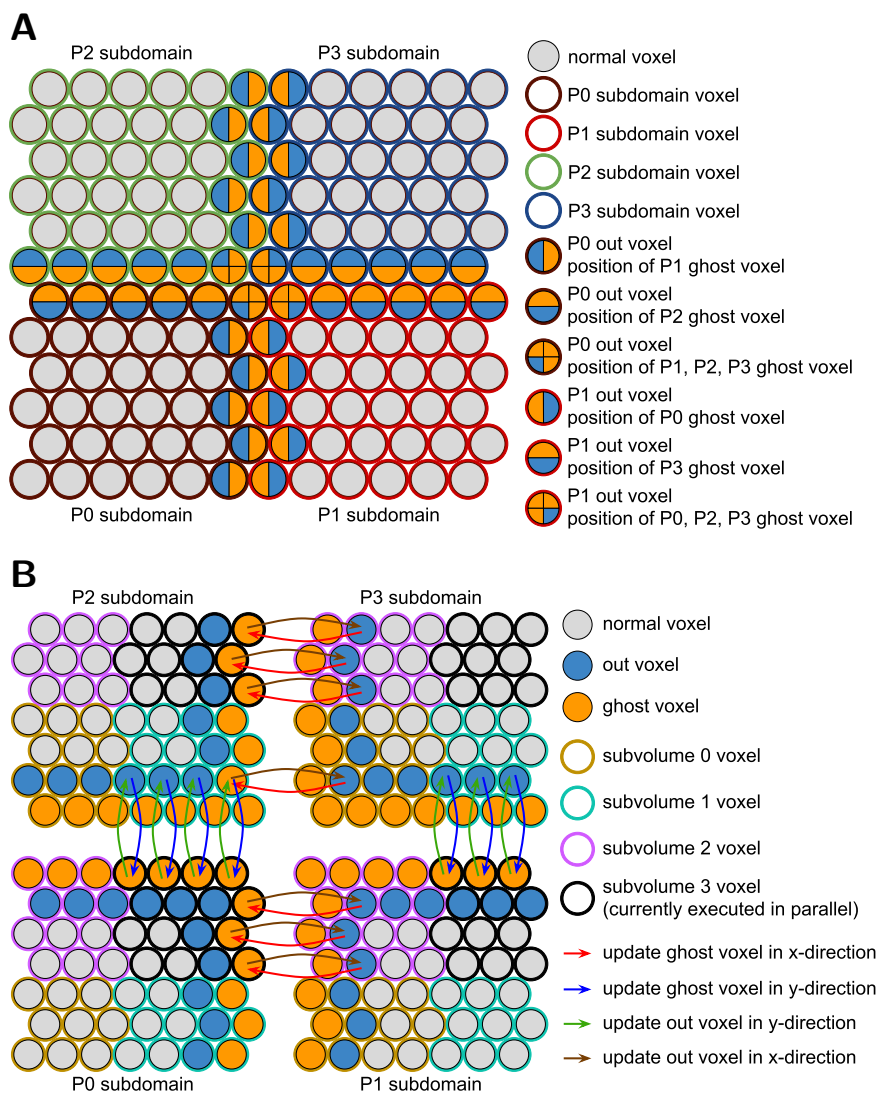 A
P2 subdomain
P3 subdomain
normal voxel
P0 subdomain voxel
P1 subdomain voxel
P2 subdomain voxel
P3 subdomain voxel
P0 out voxel
position of P1 ghost voxel
P0 out voxel
position of P2 ghost voxel
P0 out voxel
position of P1, P2, P3 ghost voxel
P1 out voxel
position of P0 ghost voxel
P1 out voxel
position of P3 ghost voxel
P1 out voxel
position of P0, P2, P3 ghost voxel
P0 subdomain
P1 subdomain
B
P2 subdomain
P3 subdomain
normal voxel
out voxel
ghost voxel
subvolume 0 voxel
subvolume 1 voxel
subvolume 2 voxel
subvolume 3 voxel
(currently executed in parallel)
update ghost voxel in x-direction
update ghost voxel in y-direction
update out voxel in y-direction
update out voxel in x-direction
P0 subdomain
P1 subdomain